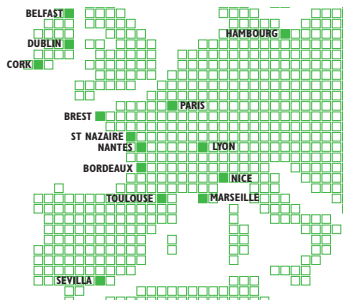 BELFAST
HAMBOURG
DUBLIN
CORK
PARIS
BREST
ST NAZAIRE
NANTES
LYON
BORDEAUX
NICE
TOULOUSE
MARSEILLE
SEVILLA